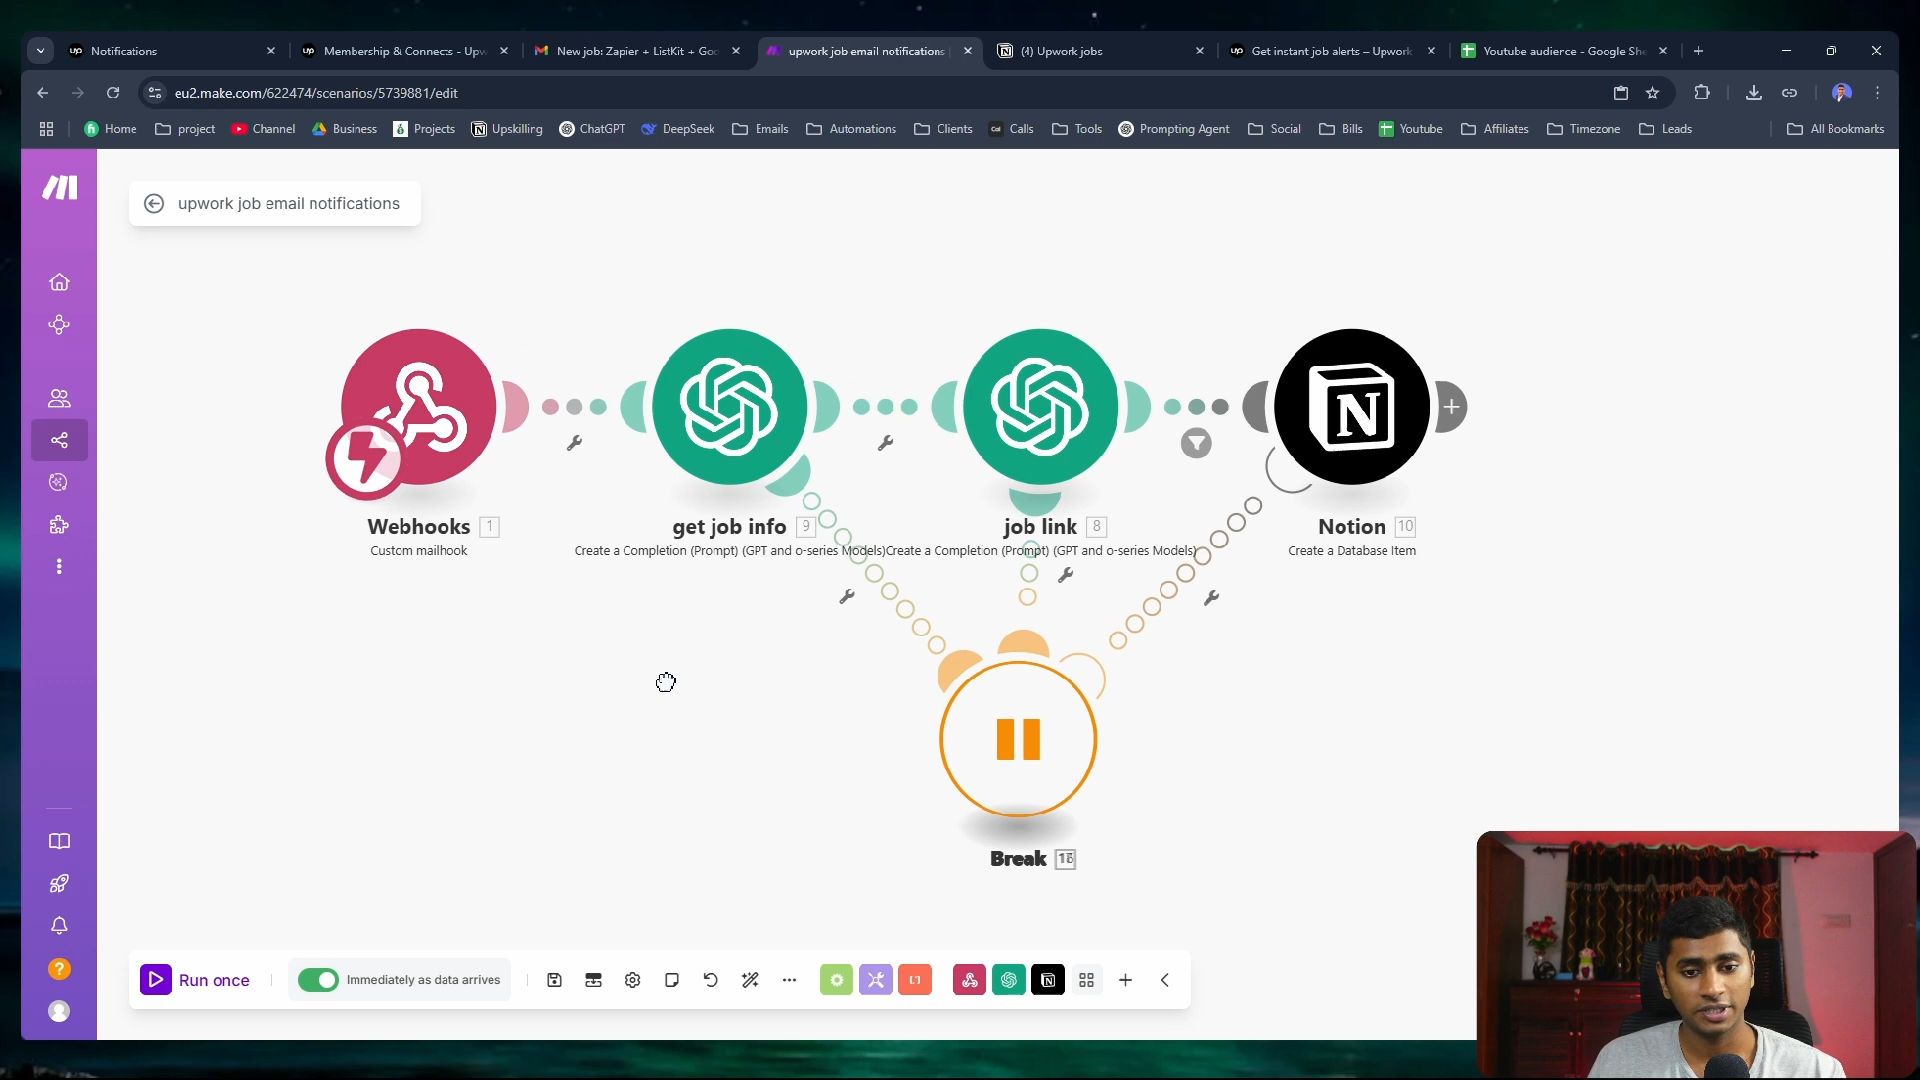 Notifications
Membership & Connects - Upw
New job: Zapier + ListKit + Goo
upwork job email notifications
(4) Upwork jobs
Get instant job alerts – Upwork
Youtube audience - Google She
eu2.make.com/622474/scenarios/5739881/edit
Home
project
Channel
Business
Projects
Upskilling
ChatGPT
DeepSeek
Emails
Automations
Clients
Cal
Calls
Tools
Prompting Agent
Social
Bills
Youtube
Affiliates
Timezone
Leads
All Bookmarks
upwork job email notifications
Webhooks 1
Custom mailhook
get job info 9
Create a Completion (Prompt) (GPT and o-series Models)
job link 8
Create a Completion (Prompt) (GPT and o-series Models)
Notion 10
Create a Database Item
Break
Run once
Immediately as data arrives